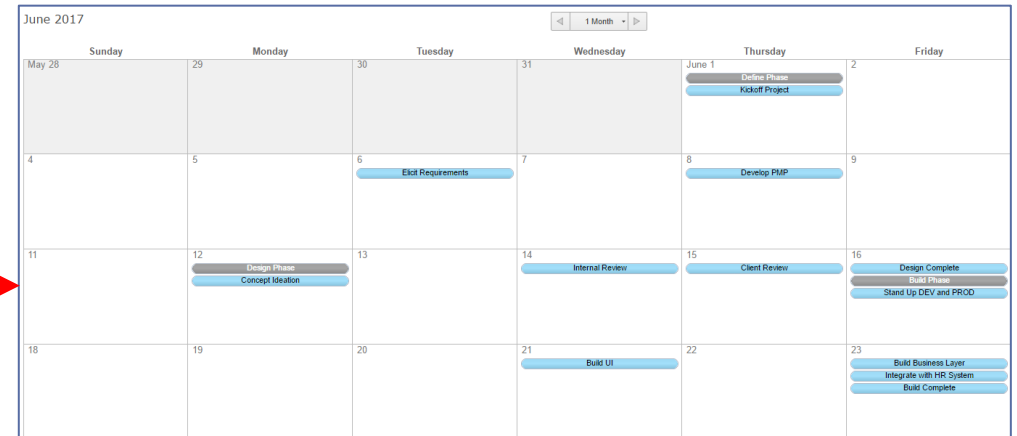 June 2017
1 Month
Sunday Monday Tuesday Wednesday Thursday Friday
May 28 29 30 31 June 1 2
Define Phase
Kickoff Project
4 5 6 7 8 9
Elicit Requirements Develop PMP
11 12 13 14 15 16
Design Phase Internal Review Client Review Design Complete
Concept Ideation Build Phase
Stand Up DEV and PROD
18 19 20 21 22 23
Build UI Build Business Layer
Integrate with HR System
Build Complete